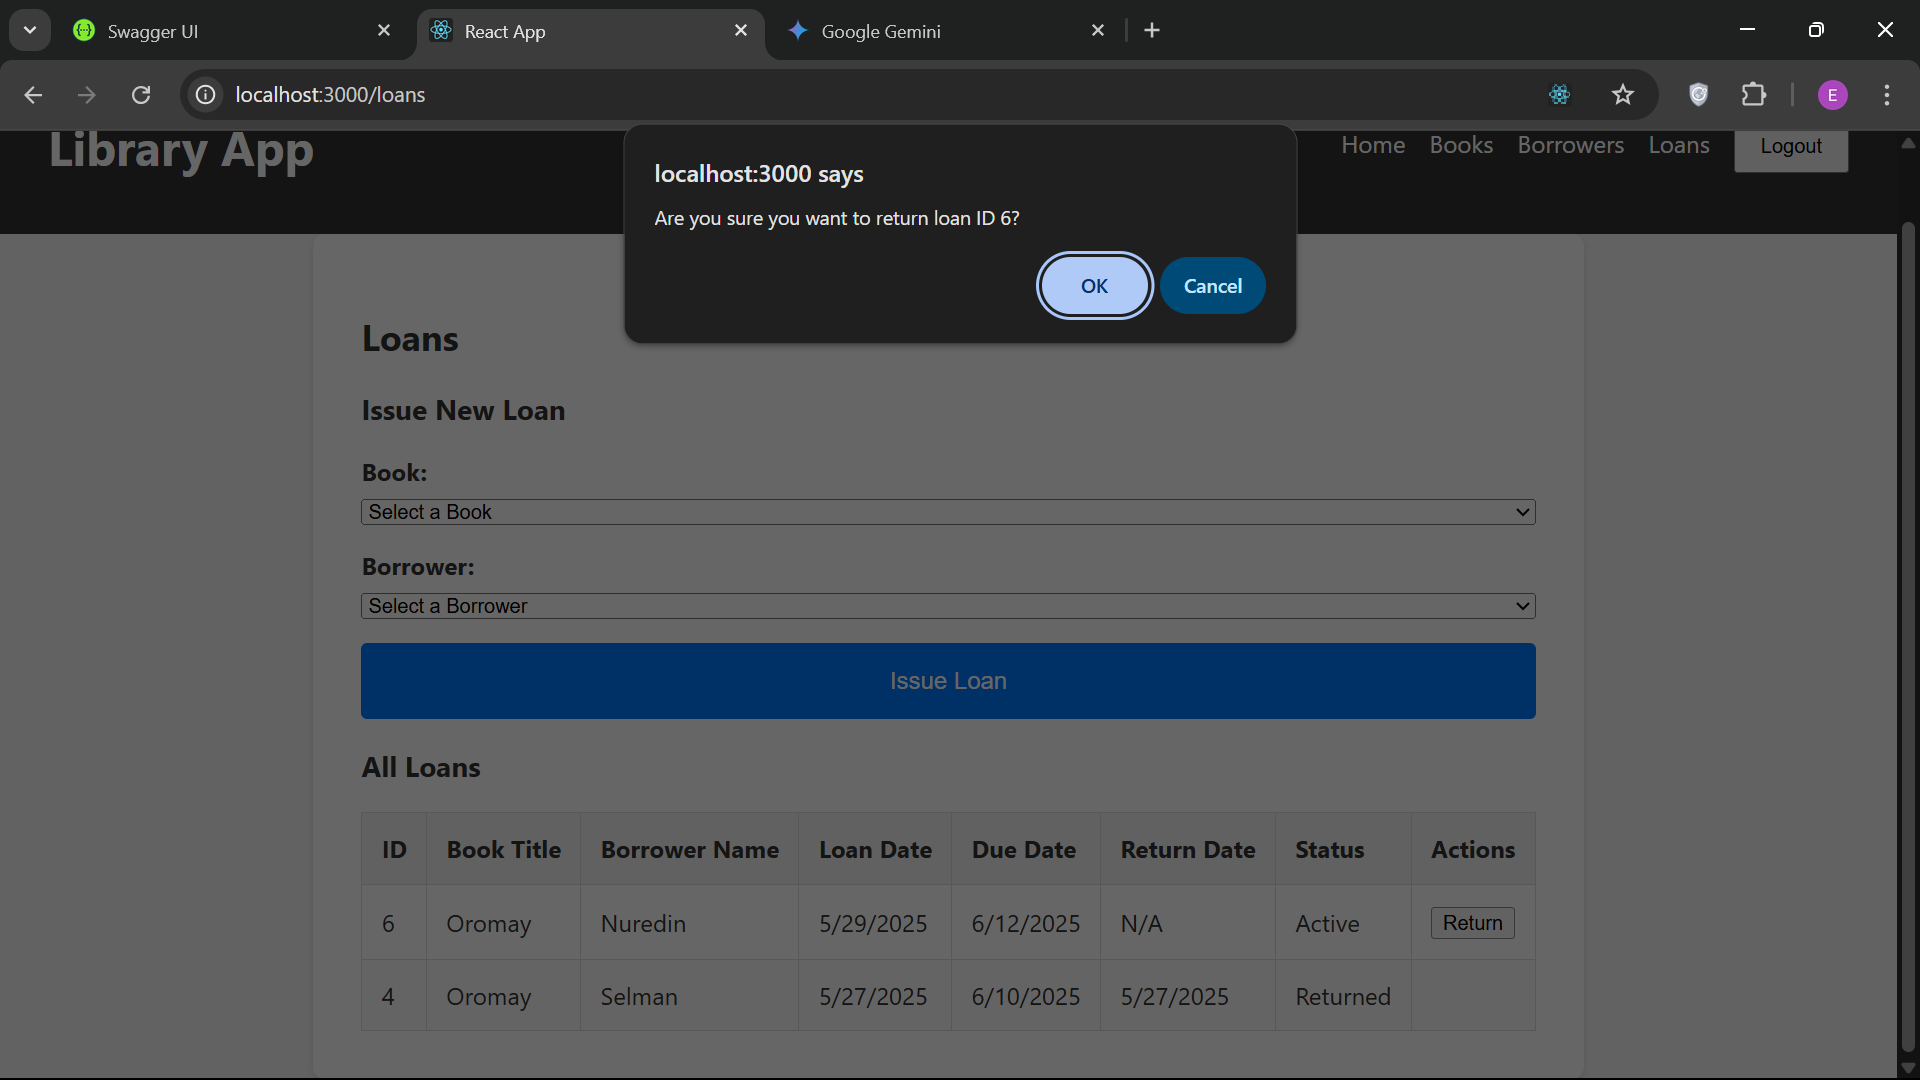 Swagger UI
React App
Google Gemini
localhost:3000/loans
E
Library App
Home Books Borrowers Loans Logout
localhost:3000 says
Are you sure you want to return loan ID 6?
OK Cancel
Loans
Issue New Loan
Book:
Select a Book
Borrower:
Select a Borrower
Issue Loan
All Loans
ID Book Title Borrower Name Loan Date Due Date Return Date Status Actions
6 Oromay Nuredin 5/29/2025 6/12/2025 N/A Active Return
4 Oromay Selman 5/27/2025 6/10/2025 5/27/2025 Returned